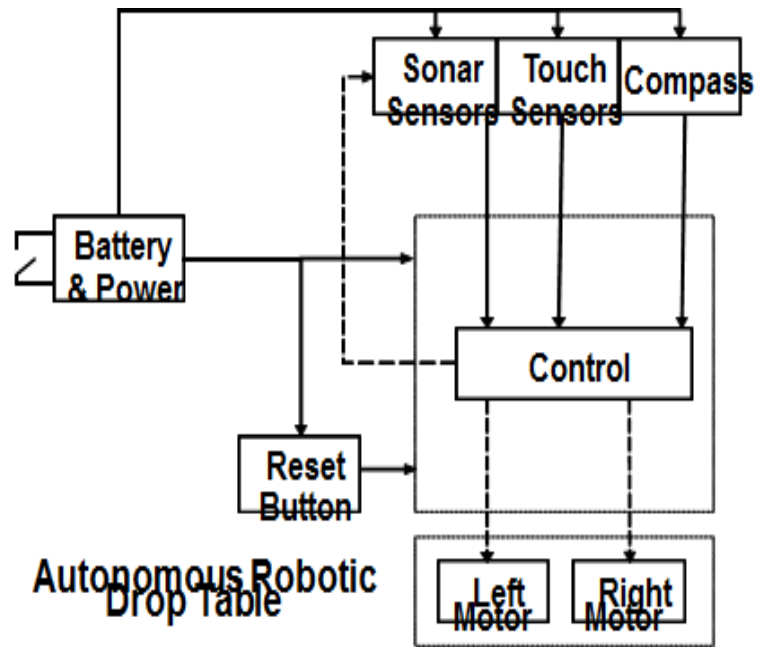 Sonar
Sensors
Touch
Sensors
Compass
Battery
& Power
Control
Reset
Button
Autonomous Robotic
Drop Table
Left
Motor
Right
Motor